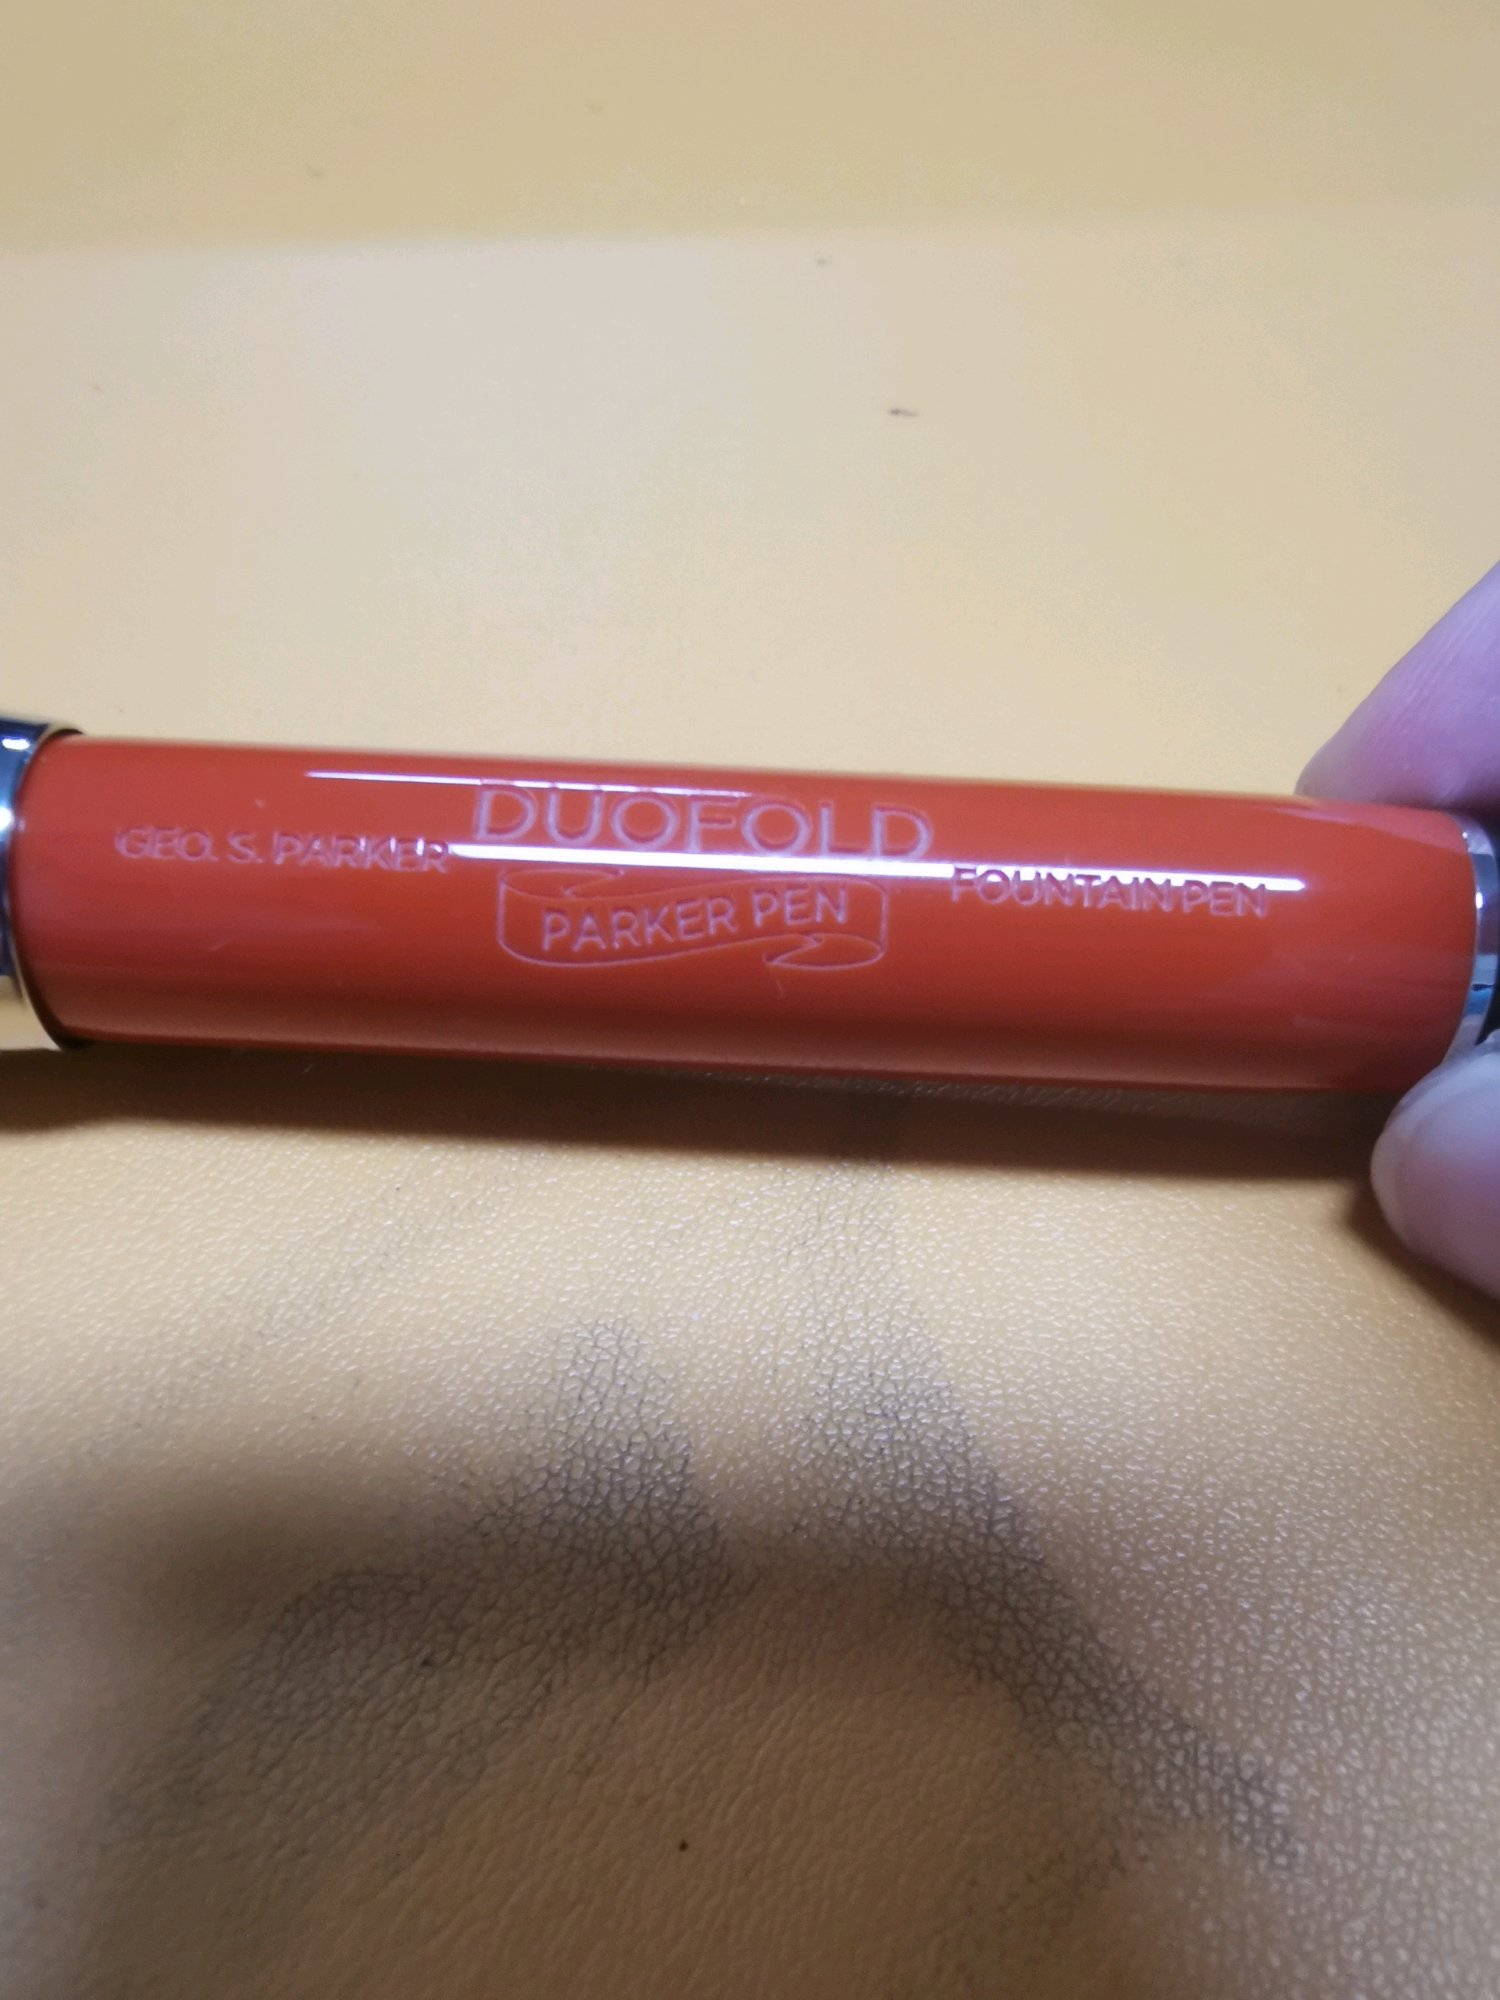 GEO. S. PARKER DUOFOLD FOUNTAIN PEN
PARKER PEN